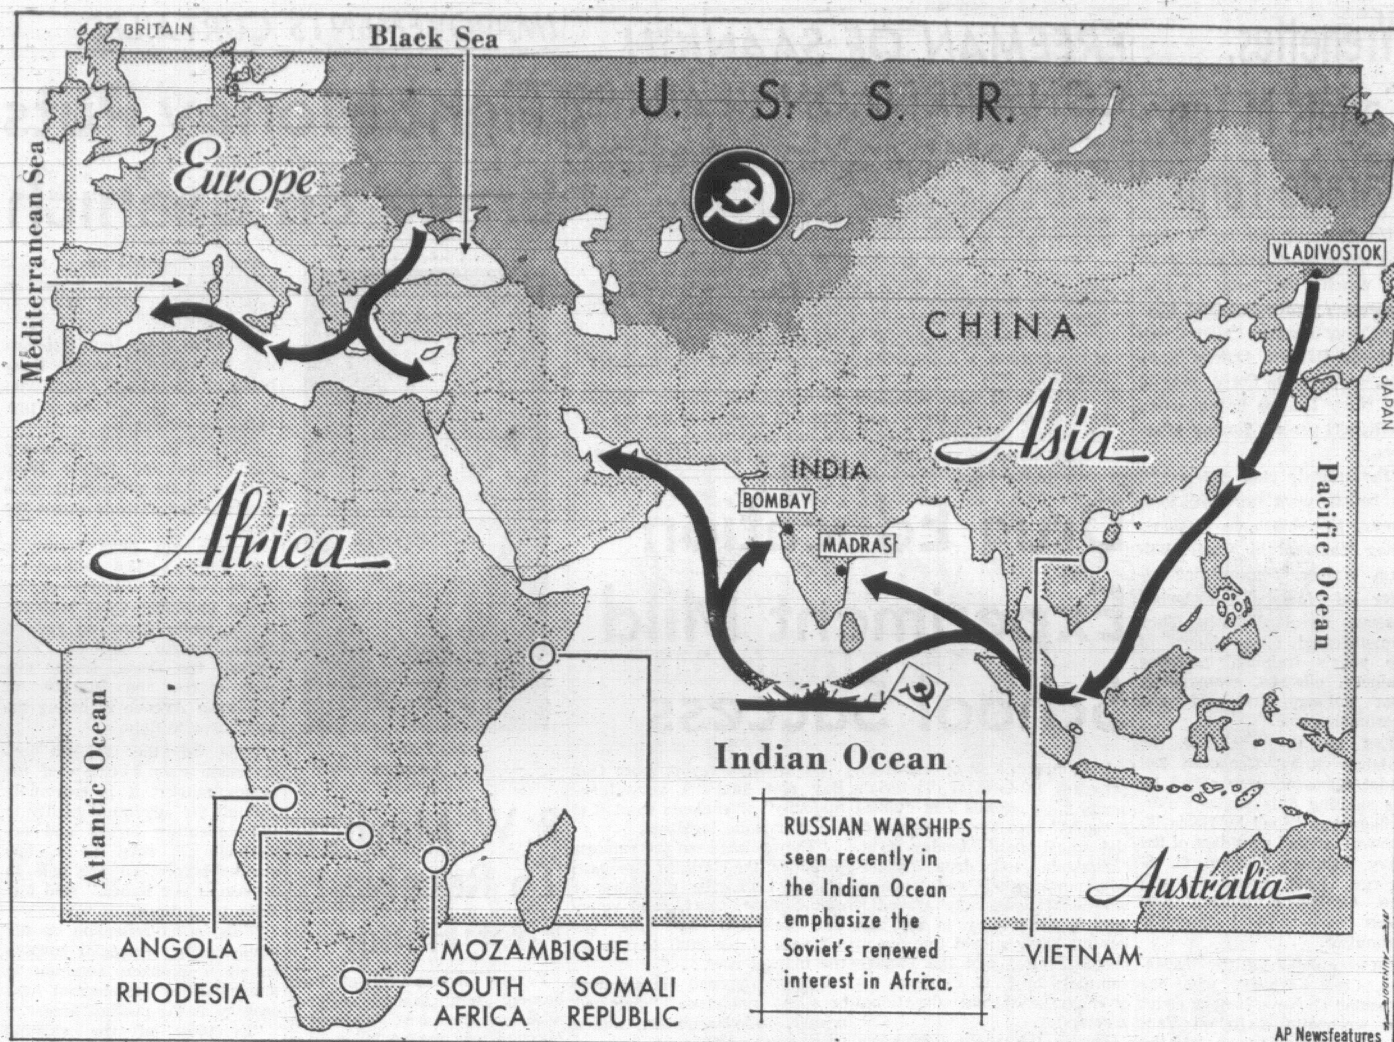 BRITAIN
Black Sea
U. S. S. R.
Europe
Mediterranean Sea
VLADIVOSTOK
CHINA
JAPAN
Asia
INDIA
BOMBAY
MADRAS
Pacific Ocean
Africa
Atlantic Ocean
Indian Ocean
RUSSIAN WARSHIPS
seen recently in
the Indian Ocean
emphasize the
Soviet's renewed
interest in Africa.
Australia
ANGOLA
RHODESIA
MOZAMBIQUE
SOUTH
AFRICA
SOMALI
REPUBLIC
VIETNAM
AP Newsfeatures